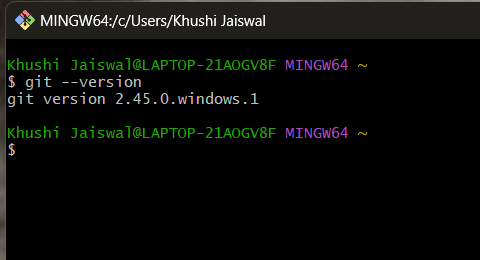 MINGW64:/c/Users/Khushi Jaiswal
Khushi Jaiswal@LAPTOP-21AOGV8F MINGW64 ~
$ git --version
git version 2.45.0.windows.1
Khushi Jaiswal@LAPTOP-21AOGV8F MINGW64 ~
$